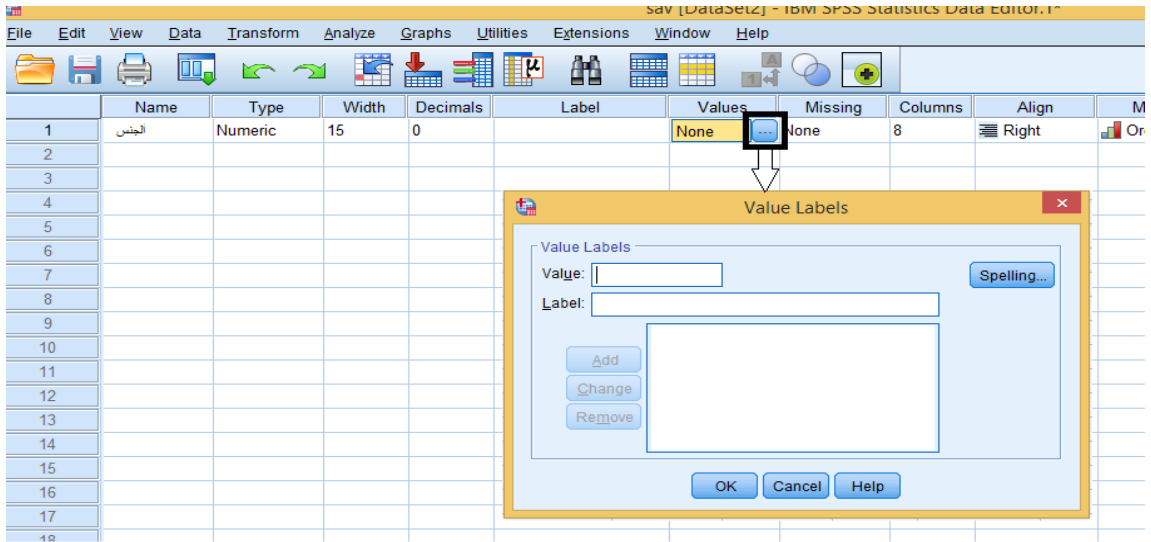 sav [DataSet2] - IBM SPSS Statistics Data Editor.1*
File Edit View Data Transform Analyze Graphs Utilities Extensions Window Help
Name Type Width Decimals Label Values Missing Columns Align M
1 الجنس Numeric 15 0 None ... None 8 Right Or
2
3
4
Value Labels
5
6
Value Labels
7
Value: Spelling...
8
Label:
9
10
Add
11
12
Change
13
Remove
14
15
16
OK Cancel Help
17
18